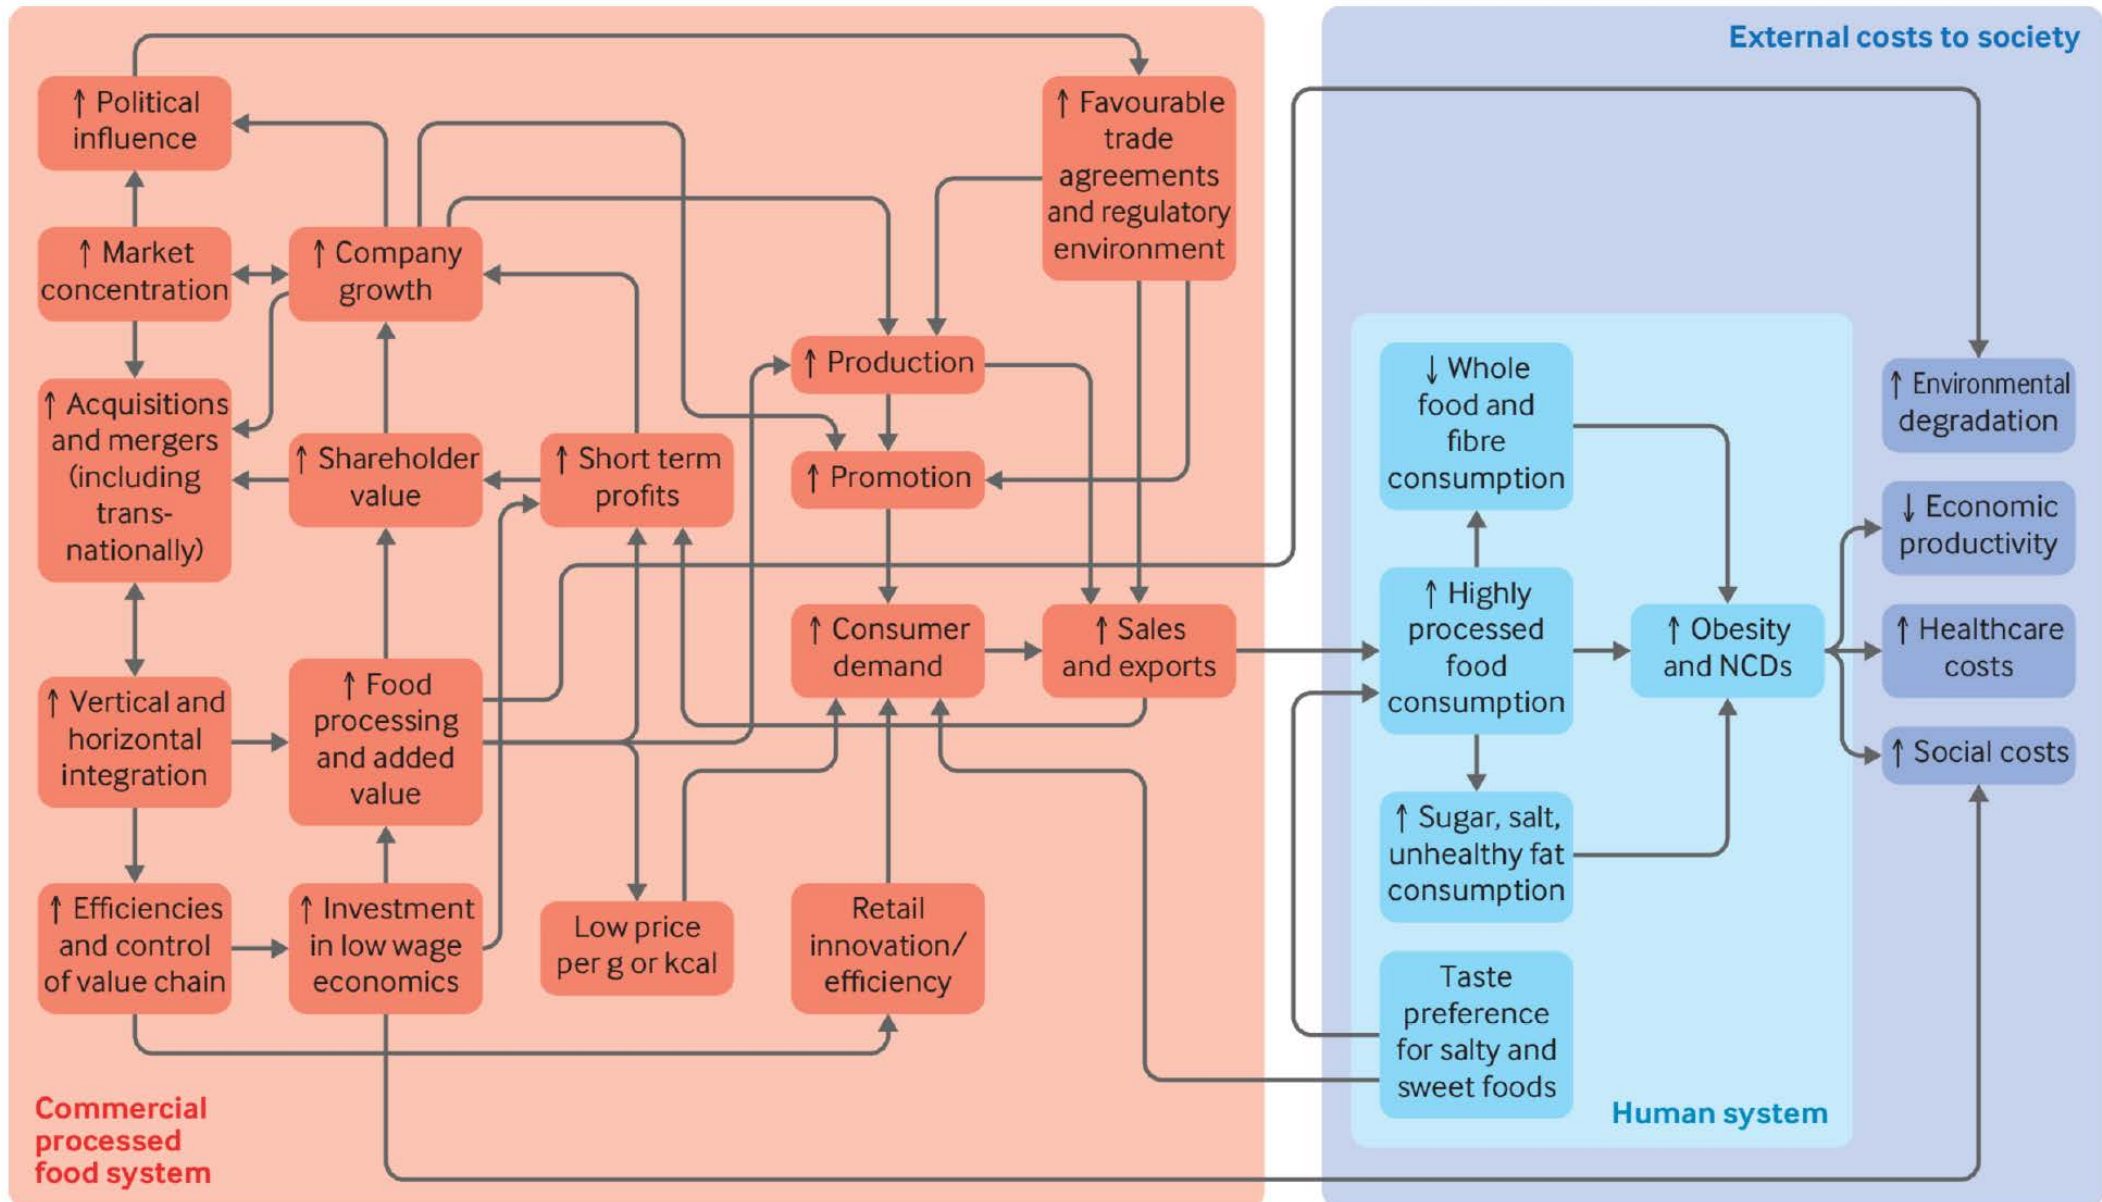 External costs to society
↑ Political
influence
↑ Favourable
trade
agreements
and regulatory
environment
↑ Market
concentration
↑ Company
growth
↑ Production
↓ Whole
food and
fibre
consumption
↑ Environmental
degradation
↑ Acquisitions
and mergers
(including
trans-
nationally)
↑ Shareholder
value
↑ Short term
profits
↑ Promotion
↓ Economic
productivity
↑ Highly
processed
food
consumption
↑ Consumer
demand
↑ Sales
and exports
↑ Obesity
and NCDs
↑ Healthcare
costs
↑ Vertical and
horizontal
integration
↑ Food
processing
and added
value
↑ Social costs
↑ Sugar, salt,
unhealthy fat
consumption
↑ Efficiencies
and control
of value chain
↑ Investment
in low wage
economics
Low price
per g or kcal
Retail
innovation/
efficiency
Taste
preference
for salty and
sweet foods
Commercial
processed
food system
Human system